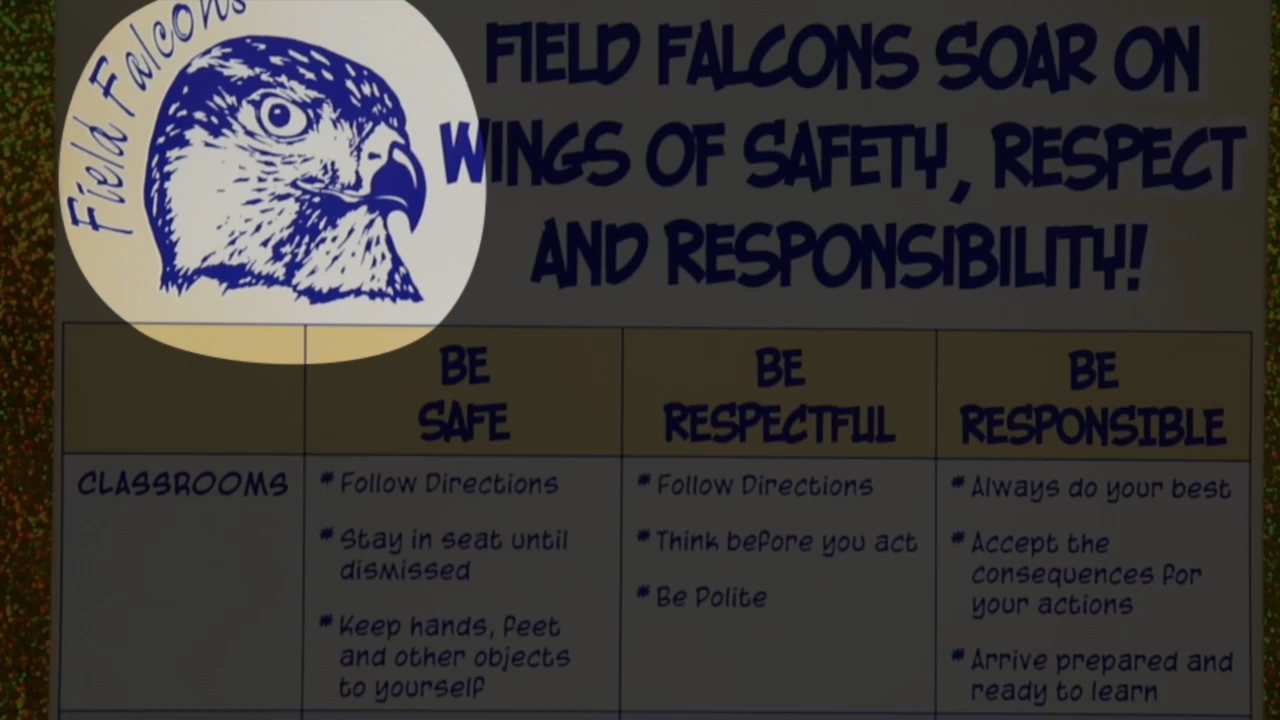 Field Falcons
FIELD FALCONS SOAR ON
WINGS OF SAFETY, RESPECT
AND RESPONSIBILITY!
BE
SAFE
BE
RESPECTFUL
BE
RESPONSIBLE
CLASSROOMS
* Follow Directions
* Stay in seat until
dismissed
* Keep hands, feet
and other objects
to yourself
* Follow Directions
* Think before you act
* Be Polite
* Always do your best
* Accept the
consequences for
your actions
* Arrive prepared and
ready to learn